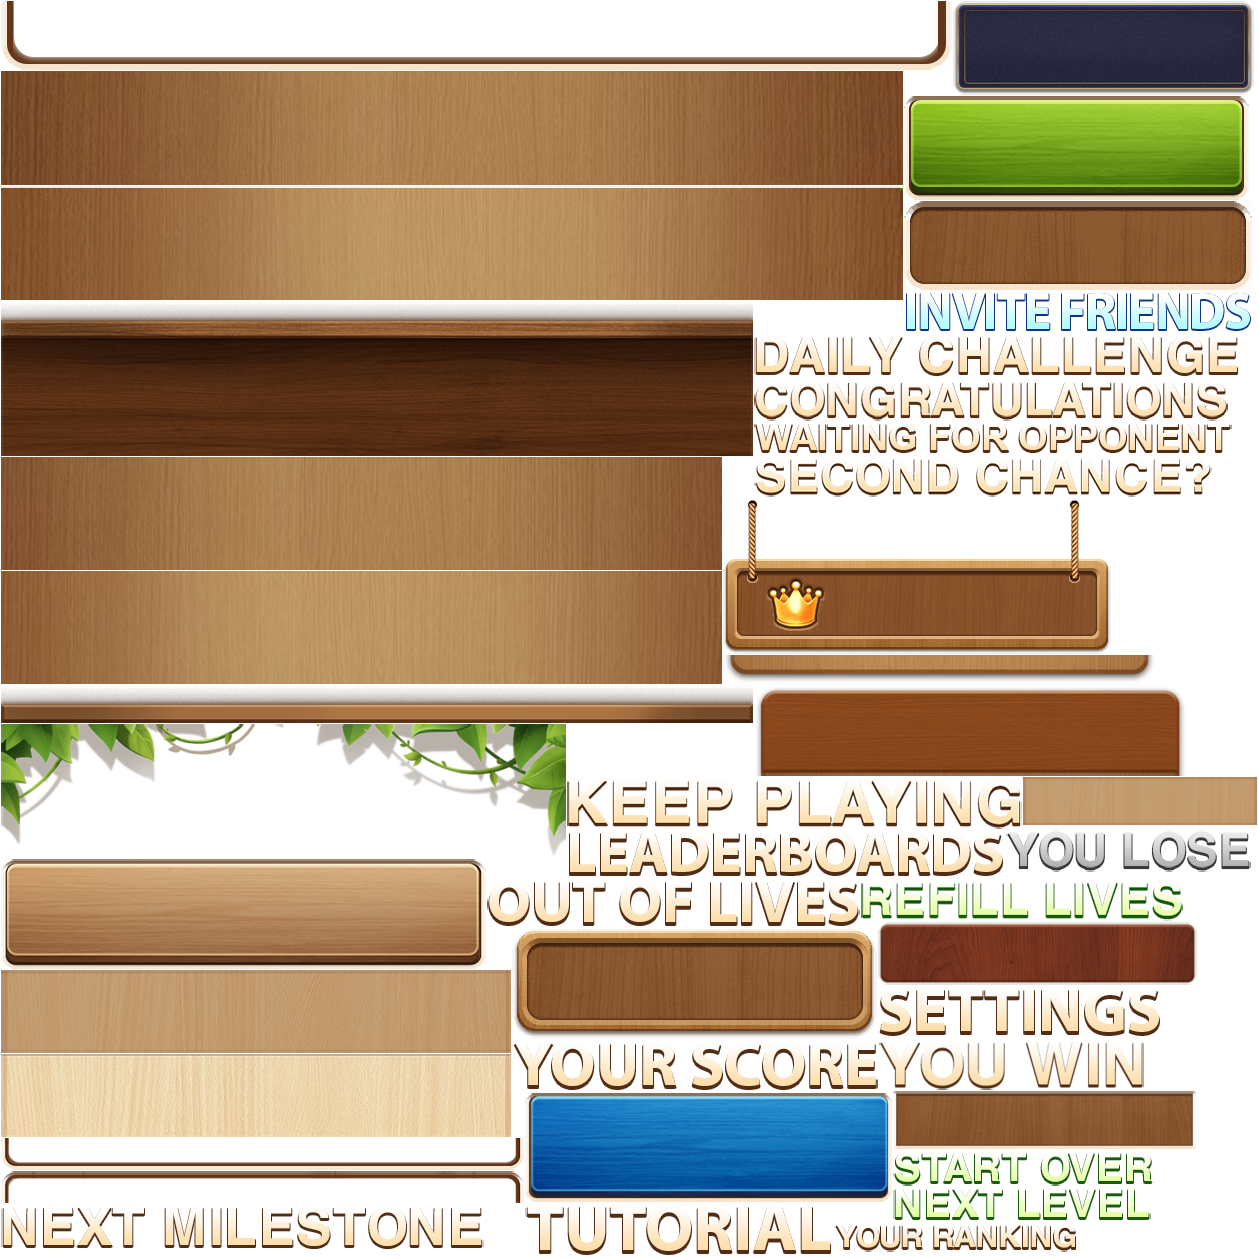 INVITE FRIENDS
DAILY CHALLENGE
CONGRATULATIONS
WAITING FOR OPPONENT
SECOND CHANCE?
KEEP PLAYING
LEADERBOARDS
YOU LOSE
OUT OF LIVES
REFILL LIVES
SETTINGS
YOUR SCORE
YOU WIN
START OVER
NEXT LEVEL
NEXT MILESTONE
TUTORIAL
YOUR RANKING